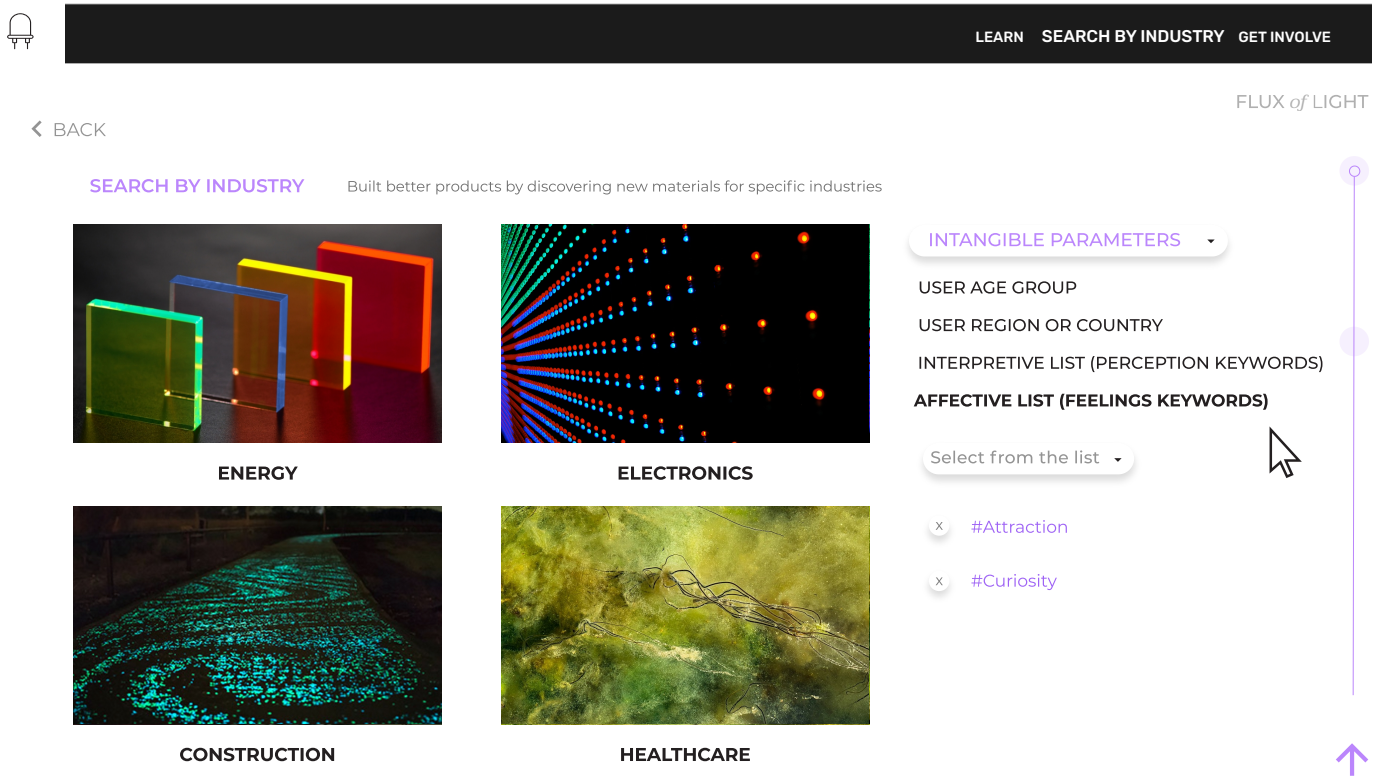 LEARN SEARCH BY INDUSTRY GET INVOLVE
FLUX of LIGHT
BACK
SEARCH BY INDUSTRY Built better products by discovering new materials for specific industries
INTANGIBLE PARAMETERS
USER AGE GROUP
USER REGION OR COUNTRY
INTERPRETIVE LIST (PERCEPTION KEYWORDS)
AFFECTIVE LIST (FEELINGS KEYWORDS)
Select from the list
X #Attraction
X #Curiosity
ENERGY ELECTRONICS
CONSTRUCTION HEALTHCARE